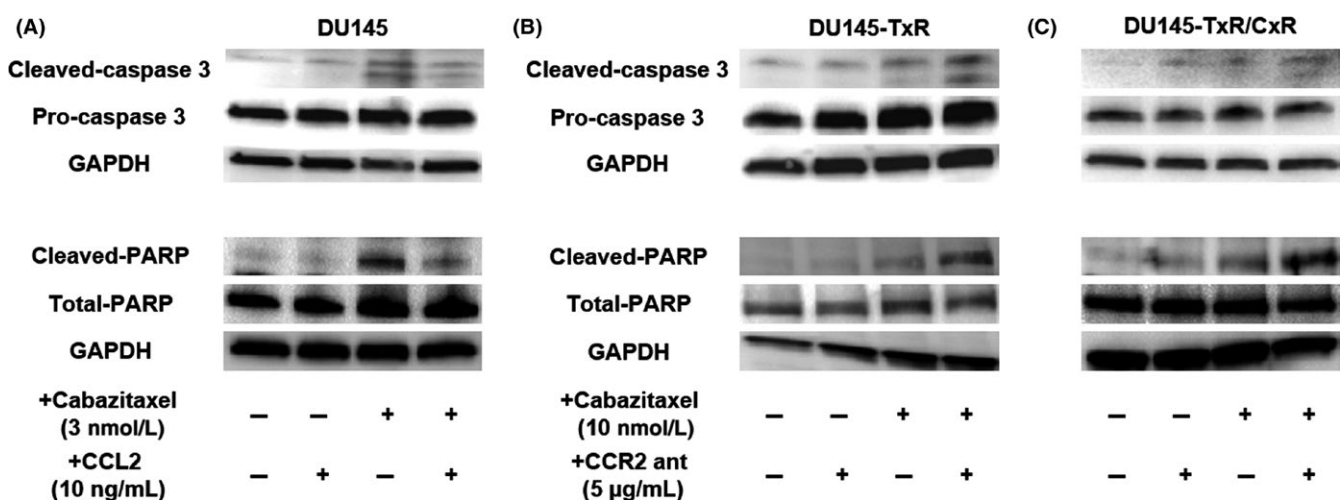 (A) DU145 (B) DU145-TxR (C) DU145-TxR/CxR
Cleaved-caspase 3 Cleaved-caspase 3
Pro-caspase 3 Pro-caspase 3
GAPDH GAPDH
Cleaved-PARP Cleaved-PARP
Total-PARP Total-PARP
GAPDH GAPDH
+Cabazitaxel – – + + +Cabazitaxel – – + + – – + +
(3 nmol/L) (10 nmol/L)
+CCL2 – + – + +CCR2 ant – + – + – + – +
(10 ng/mL) (5 μg/mL)